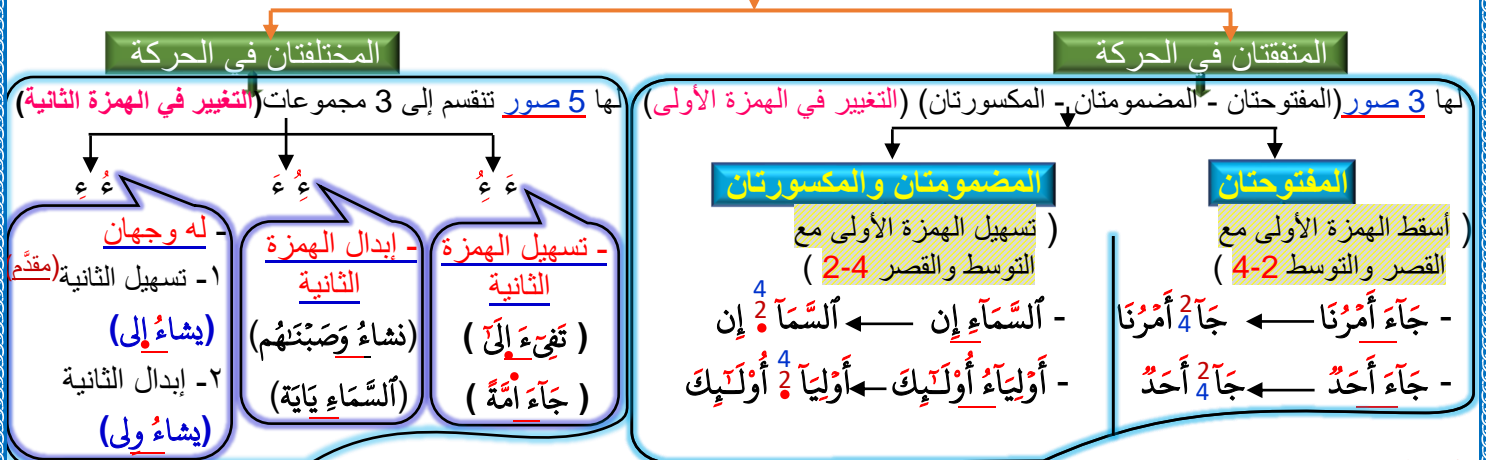 المتفقتان في الحركة
لها 3 صور (المفتوحتان - المضمومتان - المكسورتان) (التغيير في الهمزة الأولى)
المفتوحتان
( أسقط الهمزة الأولى مع
القصر والتوسط 2-4 )
- جَآءَ أَمۡرُنَا ← جَآ 2 4 أَمۡرُنَا
- جَآءَ أَحَدٞ ← جَآ 2 4 أَحَدٞ
المضمومتان والمكسورتان
( تسهيل الهمزة الأولى مع
التوسط والقصر 4-2 )
- ٱلسَّمَآءِ إِن ← ٱلسَّمَآ 4 2 إِن
- أَوۡلِيَآءُ أُوْلَـٰٓئِكَ ← أَوۡلِيَآ 4 2 أُوْلَـٰٓئِكَ
المختلفتان في الحركة
لها 5 صور تنقسم إلى 3 مجموعات (التغيير في الهمزة الثانية)
ءَ ءُِ
- تسهيل الهمزة
الثانية
( تَفِيٓءَ إِلَىٰٓ )
( جَآءَ امَّةٗ )
ءُِ ءَ
- إبدال الهمزة
الثانية
(نشاءُ وَصَبۡنَـٰهُم)
(ٱلسَّمَاءِ يَايَة)
ءُ ءِ
- له وجهان
١- تسهيل الثانية (مقدَّم)
(يشاءُ إلى)
٢- إبدال الثانية
(يشاءُ ولى)